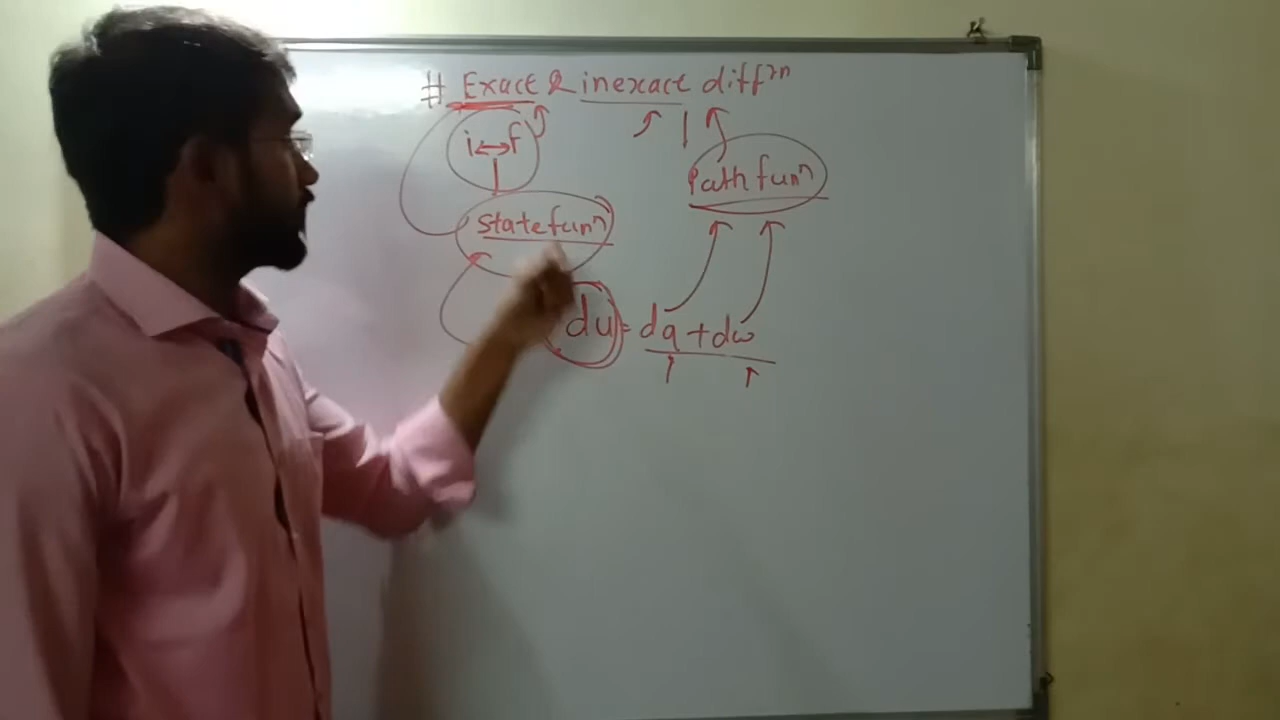 # Exact & inexact diffⁿ
i↔f
Path funⁿ
state funⁿ
du = dq + dw